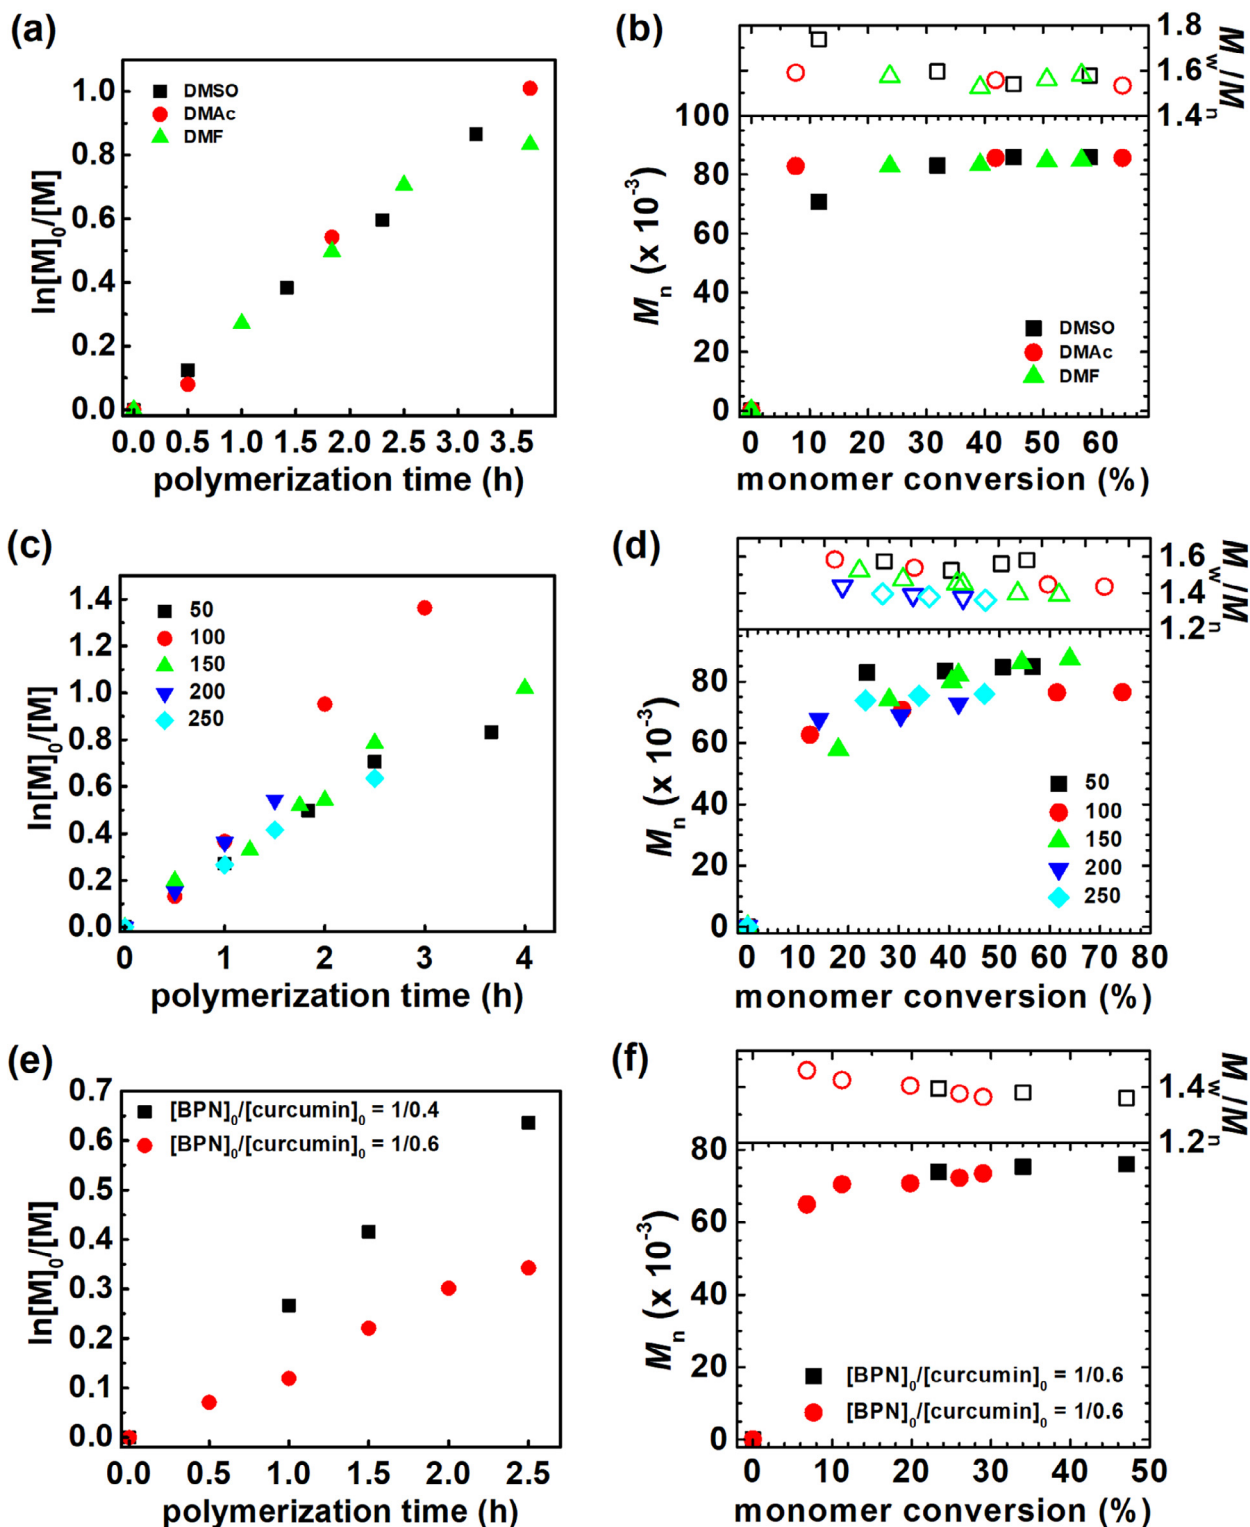 (a)
ln[M]0/[M]
1.0
0.8
0.6
0.4
0.2
0.0
DMSO
DMAc
DMF
0.0 0.5 1.0 1.5 2.0 2.5 3.0 3.5
polymerization time (h)
(b)
1.8
1.6
1.4
Mw/Mn
Mn (x 10-3)
100
80
60
40
20
0
DMSO
DMAc
DMF
0 10 20 30 40 50 60
monomer conversion (%)
(c)
ln[M]0/[M]
1.4
1.2
1.0
0.8
0.6
0.4
0.2
0.0
50
100
150
200
250
0 1 2 3 4
polymerization time (h)
(d)
1.6
1.4
1.2
Mw/Mn
Mn (x 10-3)
80
60
40
20
0
50
100
150
200
250
0 10 20 30 40 50 60 70 80
monomer conversion (%)
(e)
ln[M]0/[M]
0.7
0.6
0.5
0.4
0.3
0.2
0.1
0.0
[BPN]0/[curcumin]0 = 1/0.4
[BPN]0/[curcumin]0 = 1/0.6
0.0 0.5 1.0 1.5 2.0 2.5
polymerization time (h)
(f)
1.4
1.2
Mw/Mn
Mn (x 10-3)
80
60
40
20
0
[BPN]0/[curcumin]0 = 1/0.6
[BPN]0/[curcumin]0 = 1/0.6
0 10 20 30 40 50
monomer conversion (%)